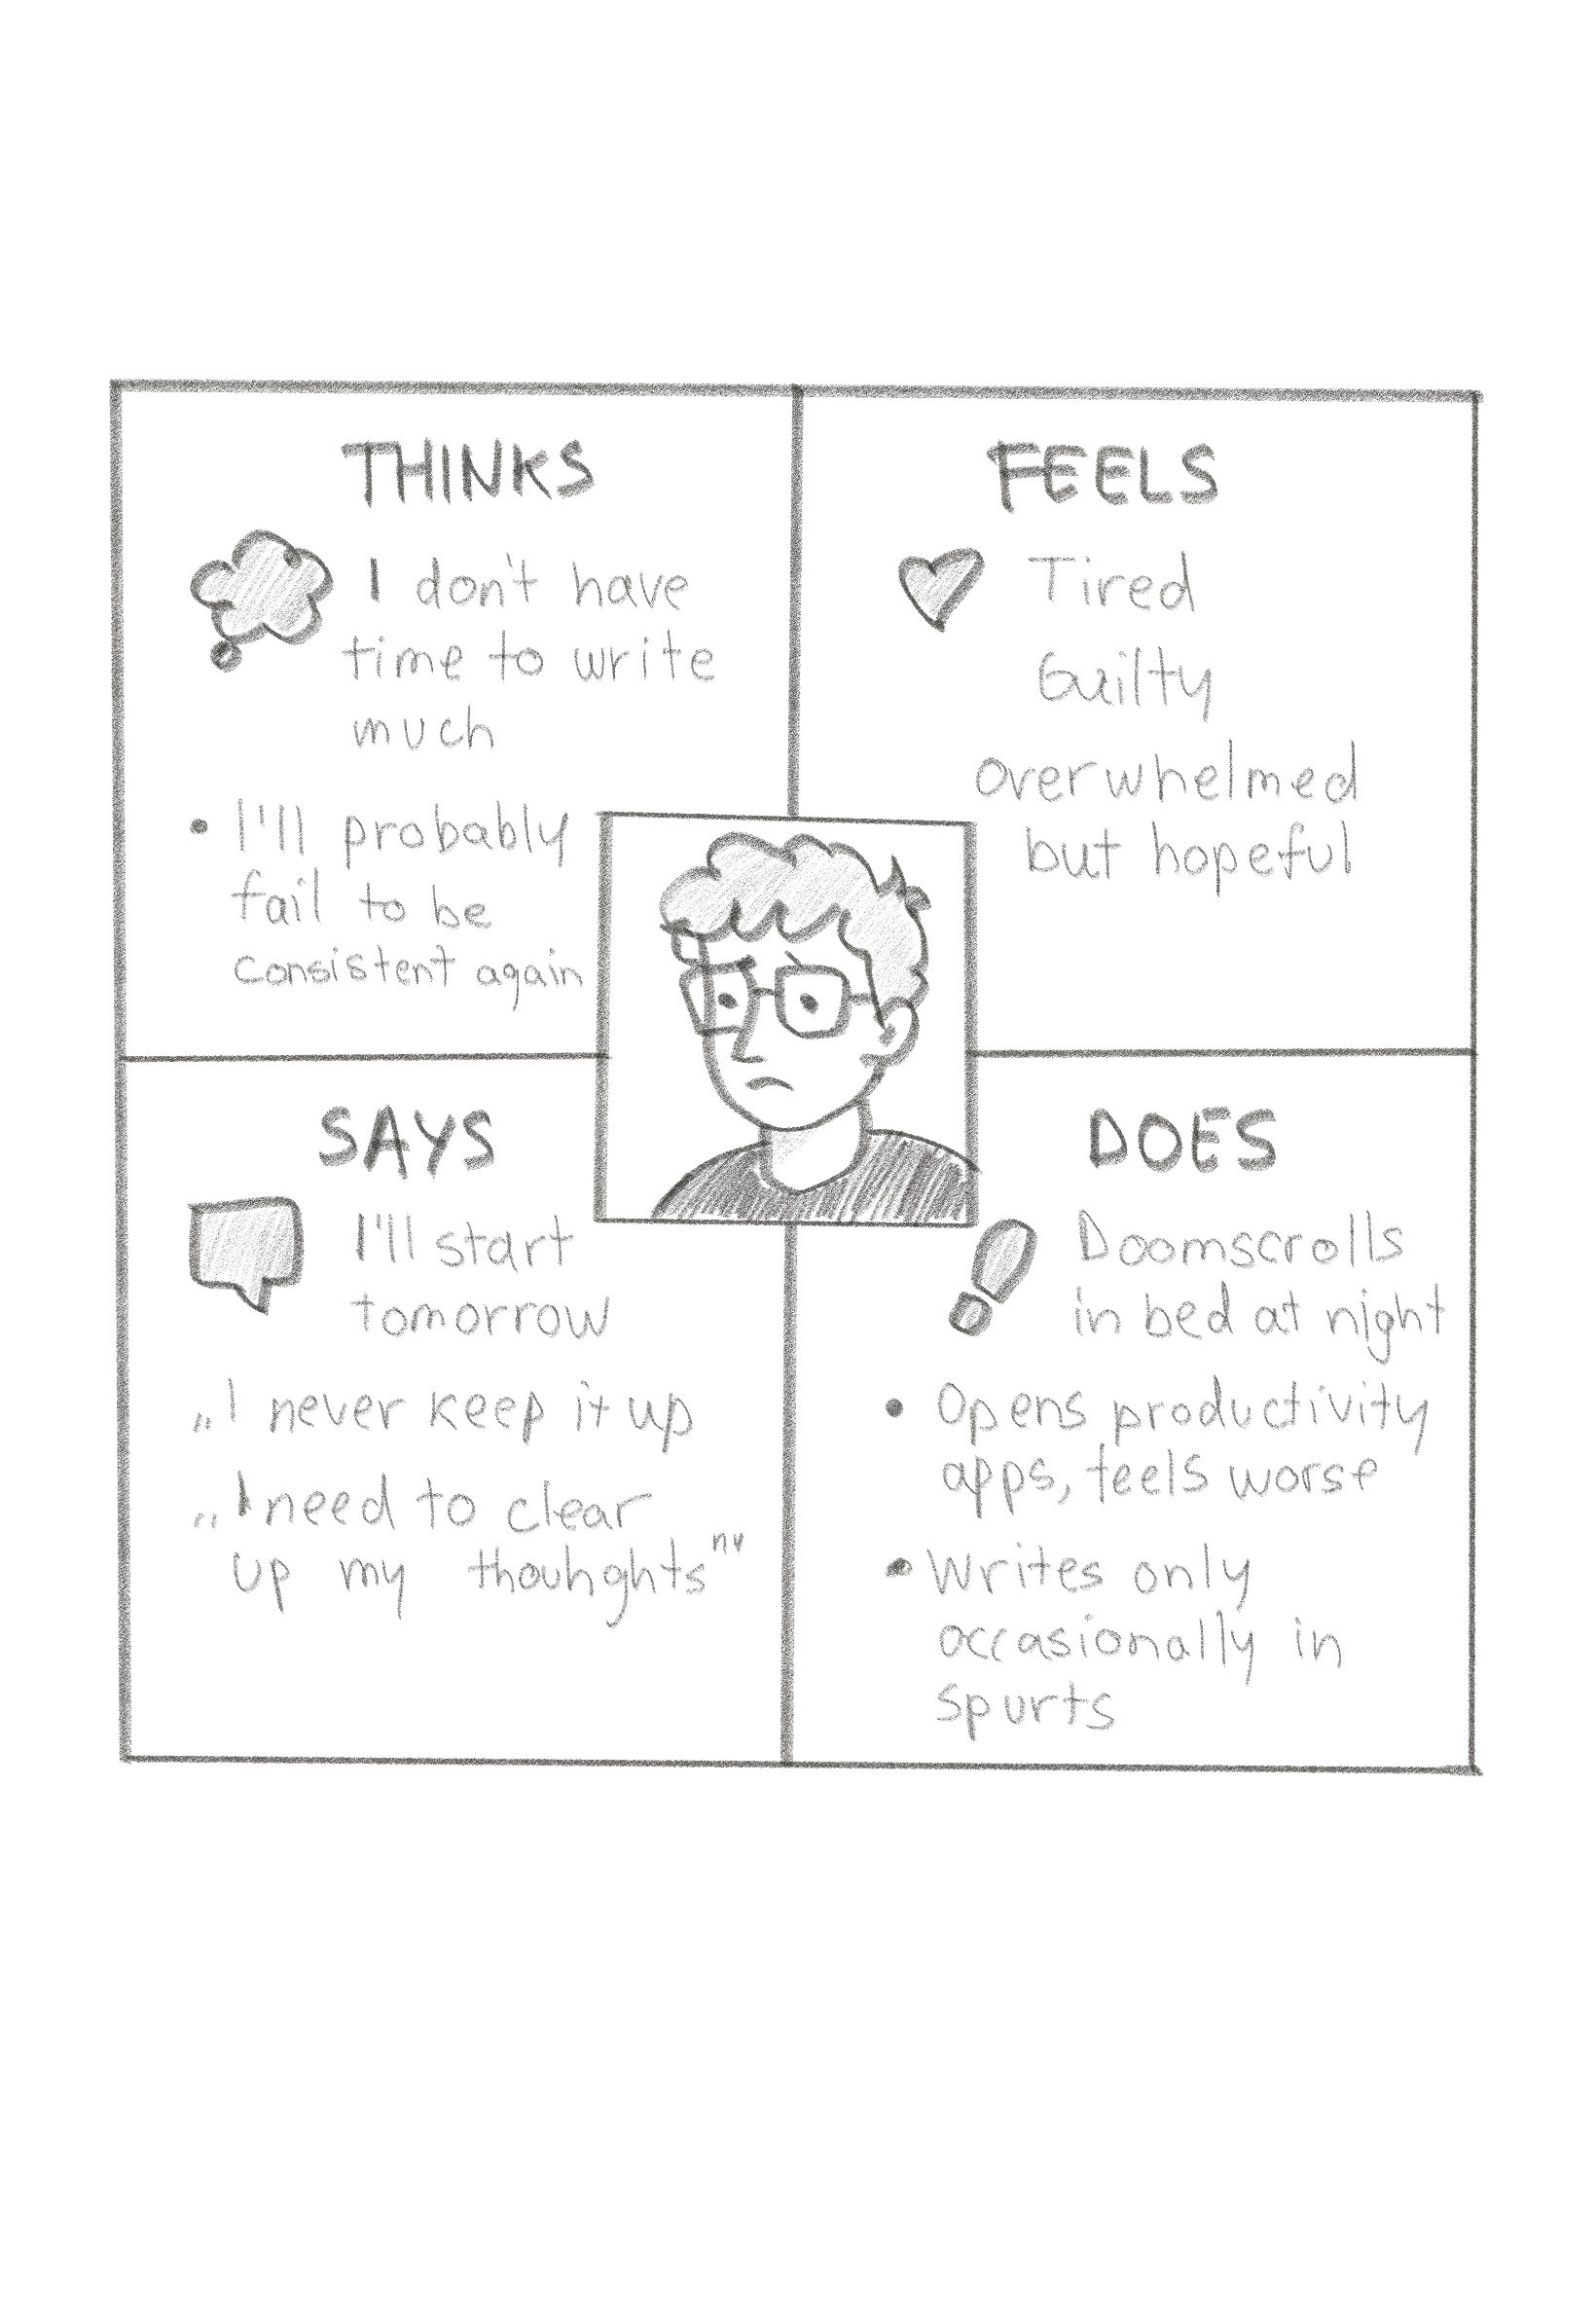 THINKS
I don't have
time to write
much
• I'll probably
fail to be
consistent again
FEELS
Tired
Guilty
overwhelmed
but hopeful
SAYS
I'll start
tomorrow
„I never keep it up
„I need to clear
up my thouhghts"
DOES
Doomscrolls
in bed at night
• Opens productivity
apps, feels worse
• Writes only
occasionally in
spurts